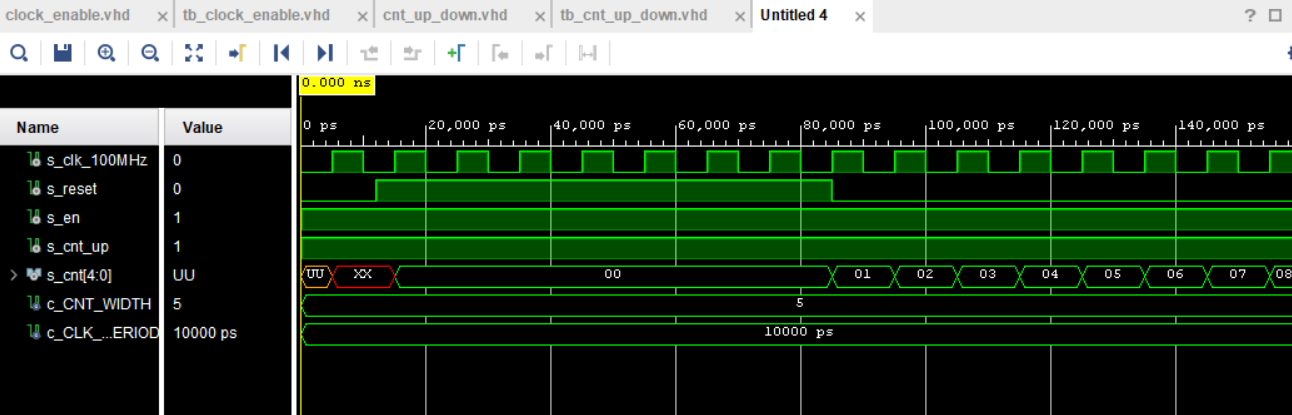 clock_enable.vhd × tb_clock_enable.vhd × cnt_up_down.vhd × tb_cnt_up_down.vhd × Untitled 4 × ?
0.000 ns
Name Value 0 ps 20,000 ps 40,000 ps 60,000 ps 80,000 ps 100,000 ps 120,000 ps 140,000 ps
s_clk_100MHz 0
s_reset 0
s_en 1
s_cnt_up 1
s_cnt[4:0] UU UU XX 00 01 02 03 04 05 06 07 08
c_CNT_WIDTH 5 5
c_CLK_...ERIOD 10000 ps 10000 ps